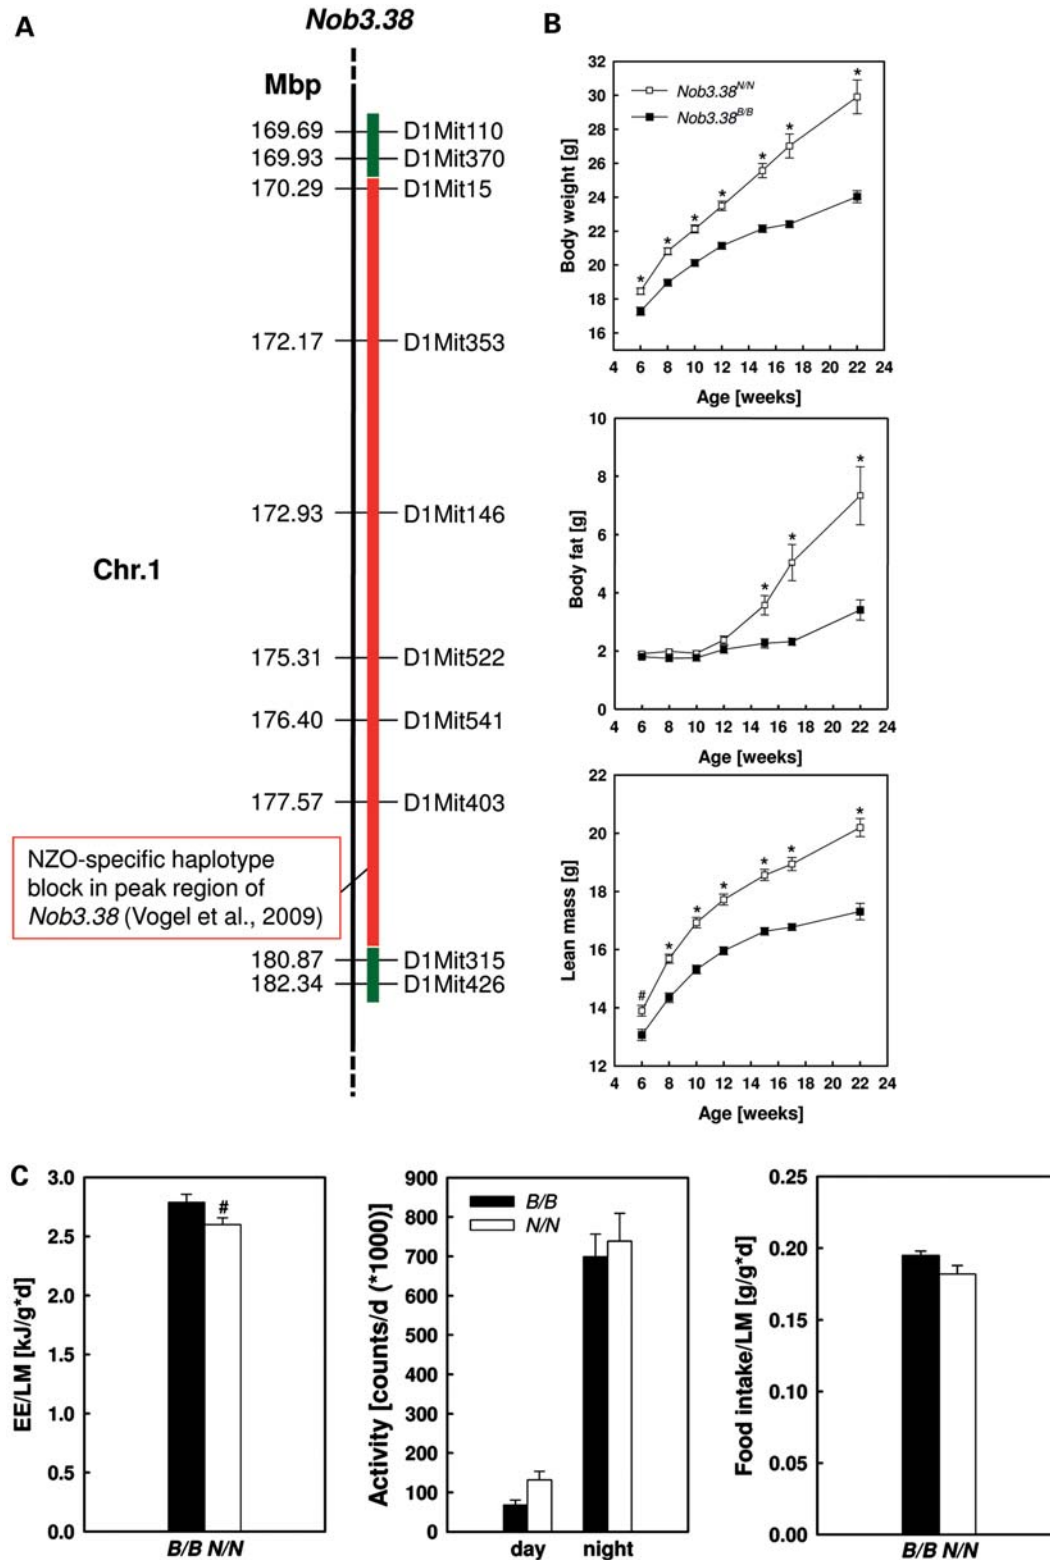 A
Nob3.38
Mbp
169.69 D1Mit110
169.93 D1Mit370
170.29 D1Mit15
172.17 D1Mit353
172.93 D1Mit146
Chr.1
175.31 D1Mit522
176.40 D1Mit541
177.57 D1Mit403
NZO-specific haplotype
block in peak region of
Nob3.38 (Vogel et al., 2009)
180.87 D1Mit315
182.34 D1Mit426
B
Body weight [g]
32
30
28
26
24
22
20
18
16
Nob3.38N/N
Nob3.38B/B
* * * * * * *
4 6 8 10 12 14 16 18 20 22 24
Age [weeks]
Body fat [g]
10
8
6
4
2
0
* * *
4 6 8 10 12 14 16 18 20 22 24
Age [weeks]
Lean mass [g]
22
20
18
16
14
12
# * * * * * *
4 6 8 10 12 14 16 18 20 22 24
Age [weeks]
C
EE/LM [kJ/g*d]
3.0
2.5
2.0
1.5
1.0
0.5
0.0
#
B/B N/N
Activity [counts/d (*1000)]
900
800
700
600
500
400
300
200
100
0
B/B
N/N
day night
Food intake/LM [g/g*d]
0.25
0.20
0.15
0.10
0.05
0.00
B/B N/N